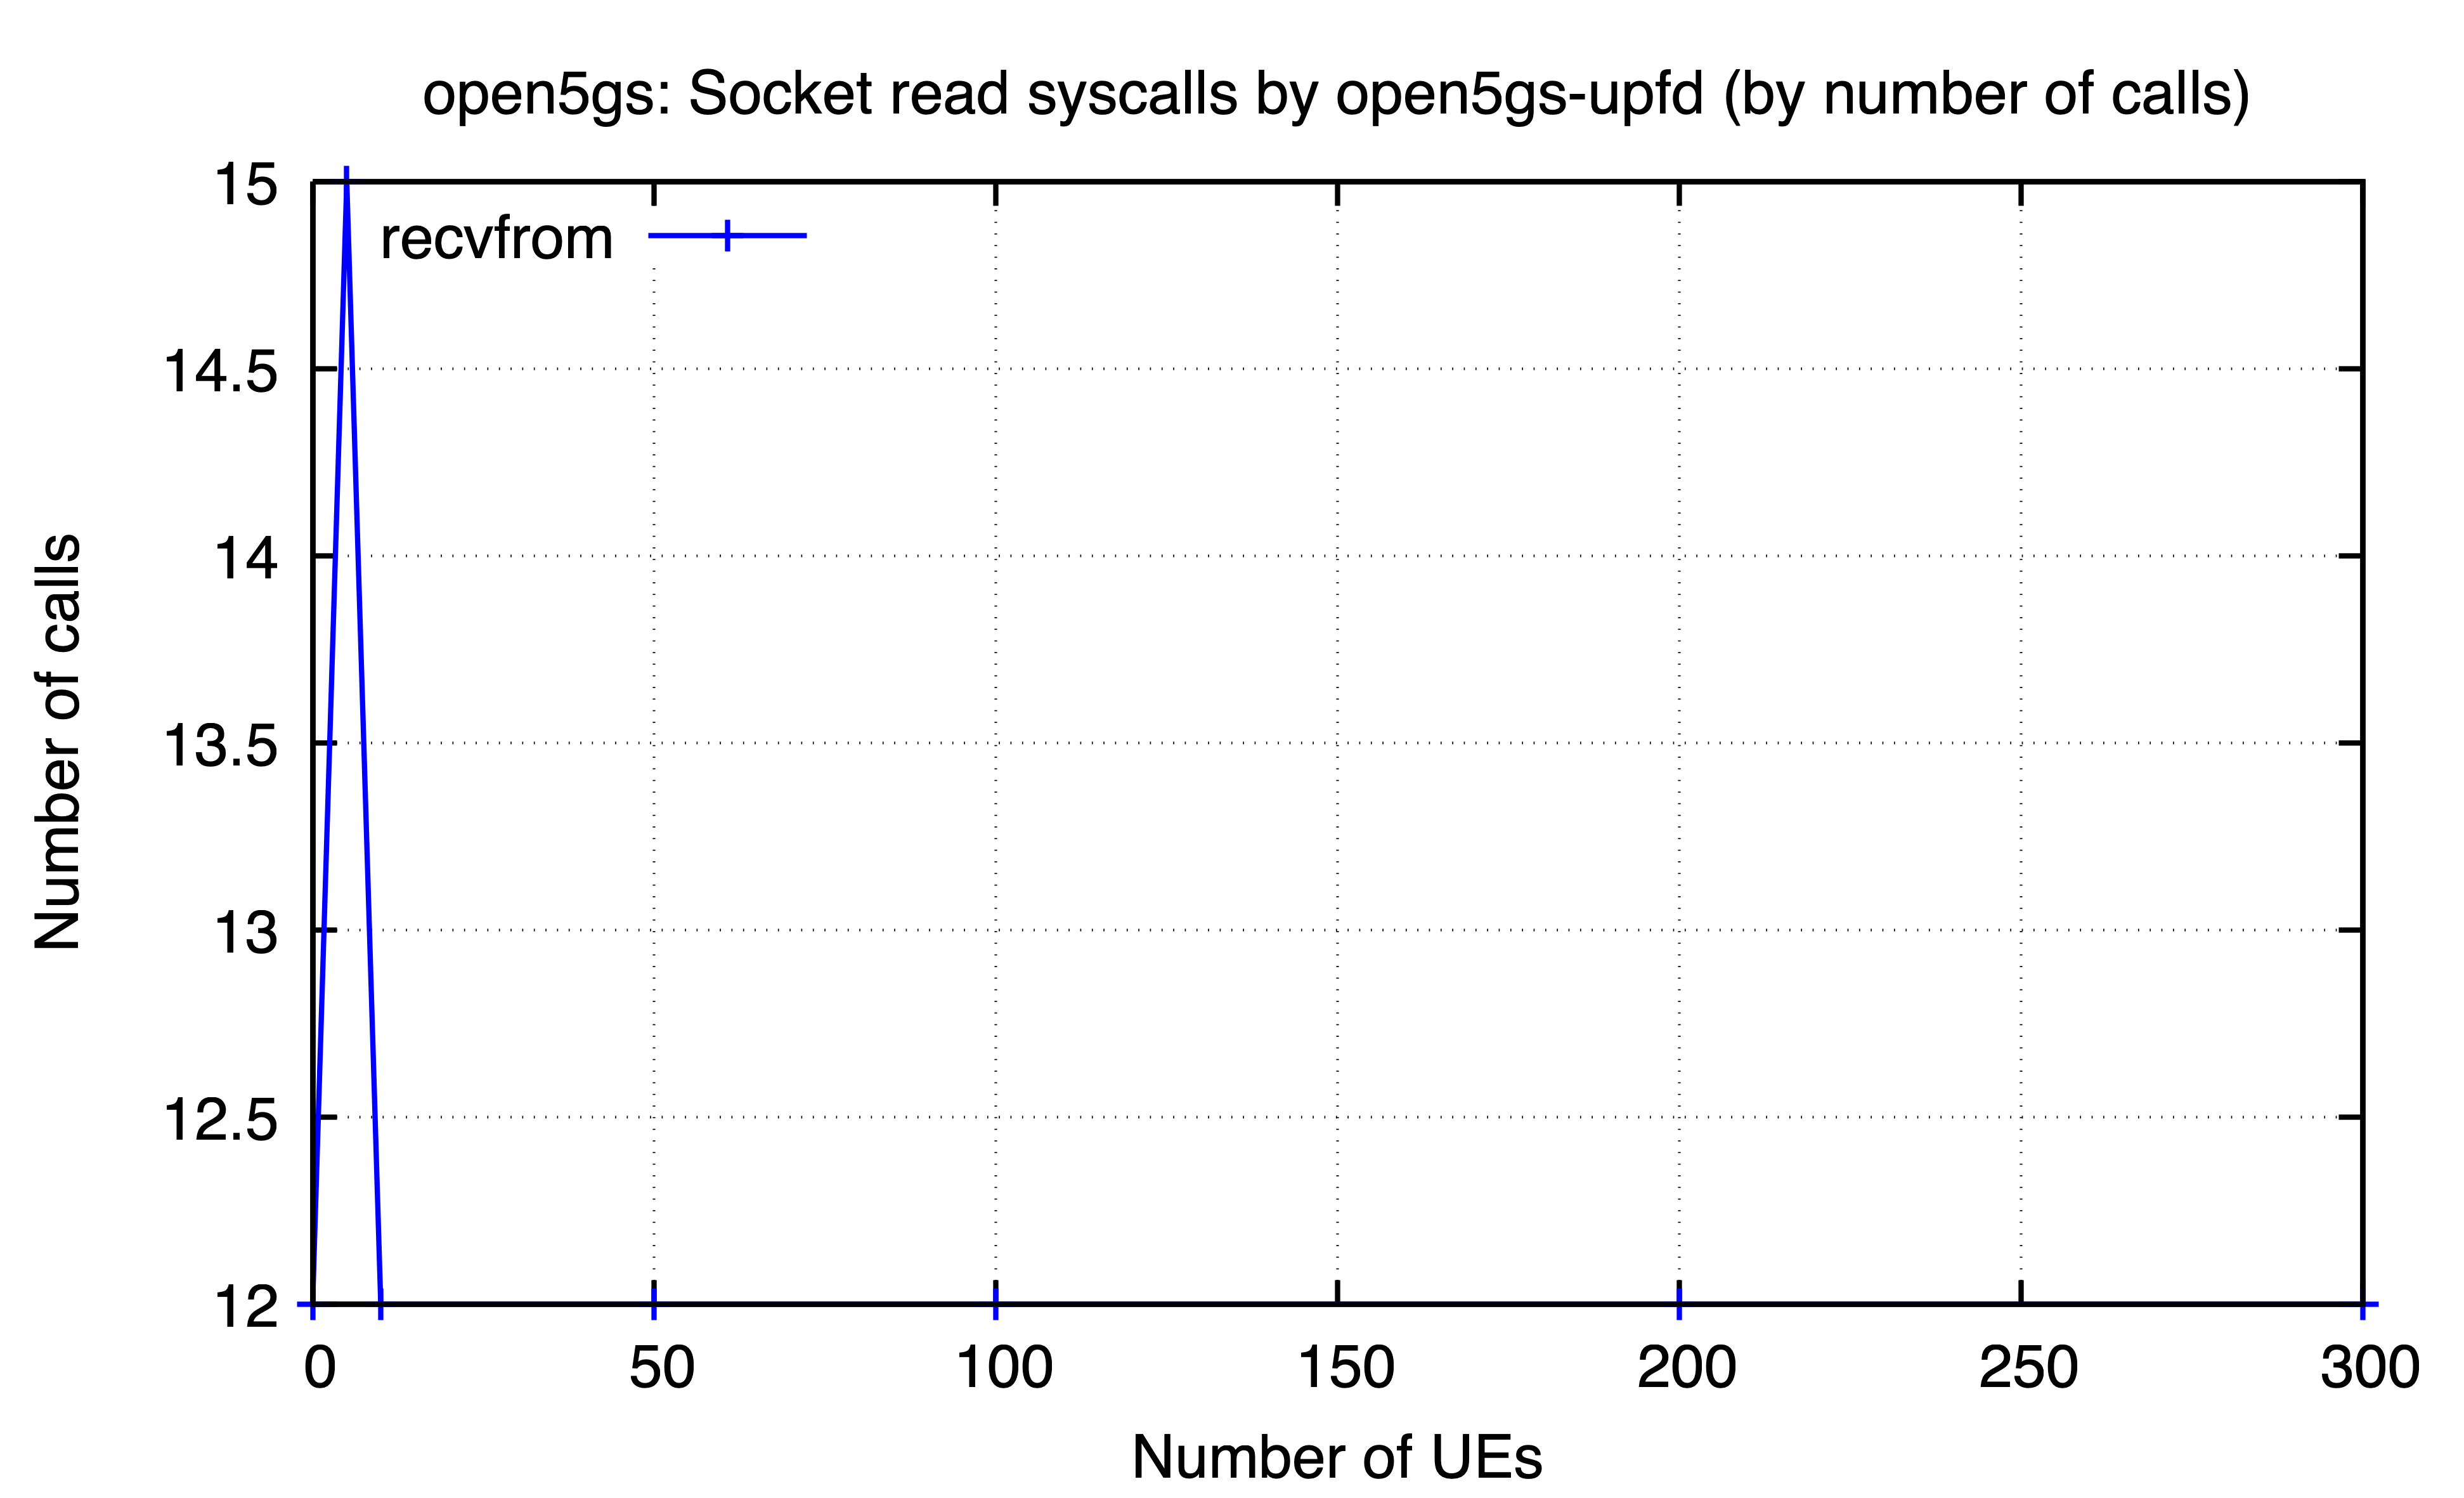 open5gs: Socket read syscalls by open5gs-upfd (by number of calls)
15
recvfrom
14.5
14
13.5
13
12.5
12
Number of calls
0 50 100 150 200 250 300
Number of UEs